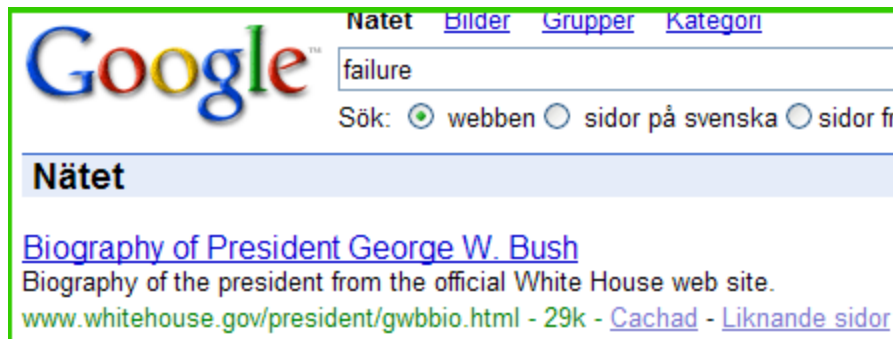 Nätet Bilder Grupper Kategori
Google™
failure
Sök: webben sidor på svenska sidor
Nätet
Biography of President George W. Bush
Biography of the president from the official White House web site.
www.whitehouse.gov/president/gwbbio.html - 29k - Cachad - Liknande sidor